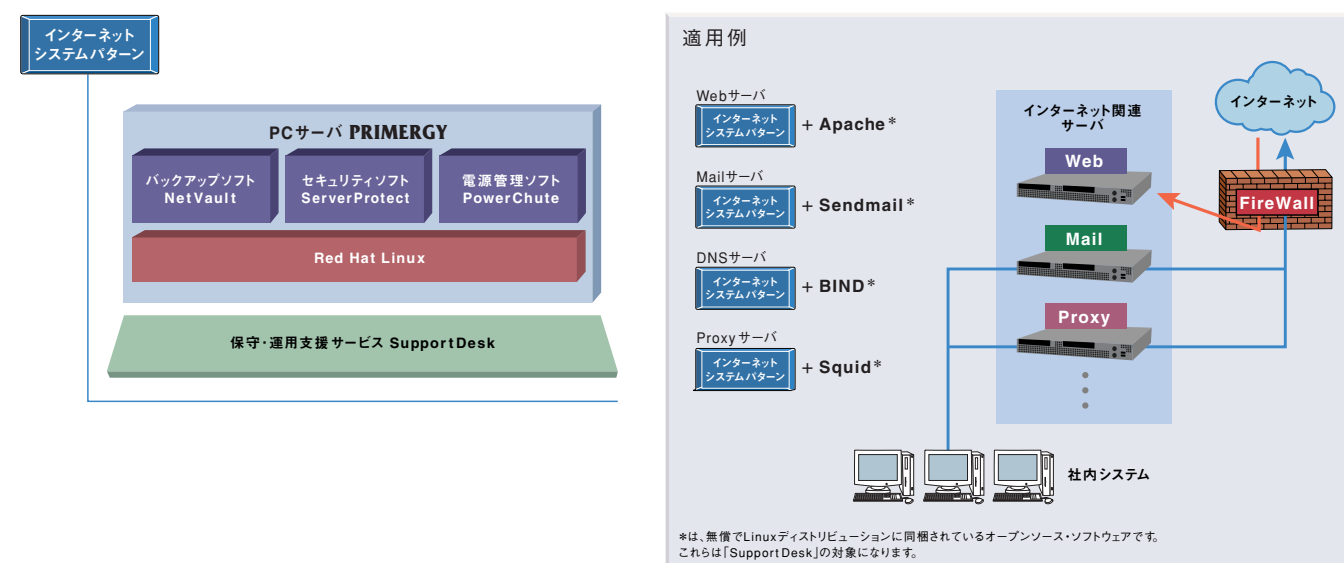 インターネット
システムパターン
PCサーバ PRIMERGY
バックアップソフト
NetVault
セキュリティソフト
ServerProtect
電源管理ソフト
PowerChute
Red Hat Linux
保守・運用支援サービス SupportDesk
適用例
Webサーバ
インターネット
システムパターン
+ Apache*
Mailサーバ
インターネット
システムパターン
+ Sendmail*
DNSサーバ
インターネット
システムパターン
+ BIND*
Proxyサーバ
インターネット
システムパターン
+ Squid*
インターネット関連
サーバ
Web
Mail
Proxy
インターネット
FireWall
社内システム
*は、無償でLinuxディストリビューションに同梱されているオープンソース・ソフトウェアです。
これらは「SupportDesk」の対象になります。